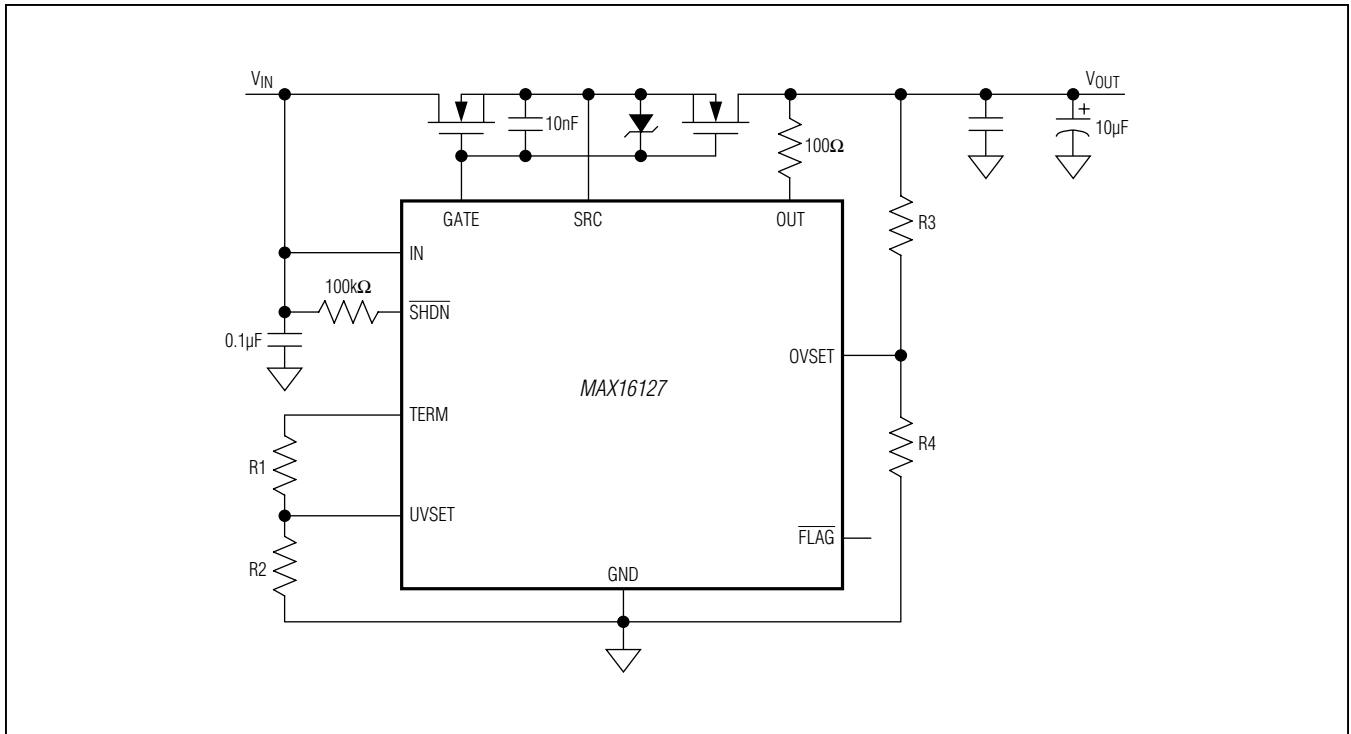 VIN
VOUT
10nF
100Ω
+
10µF
GATE
SRC
OUT
R3
IN
100kΩ
SHDN
0.1µF
OVSET
MAX16127
TERM
R1
R4
UVSET
FLAG
R2
GND